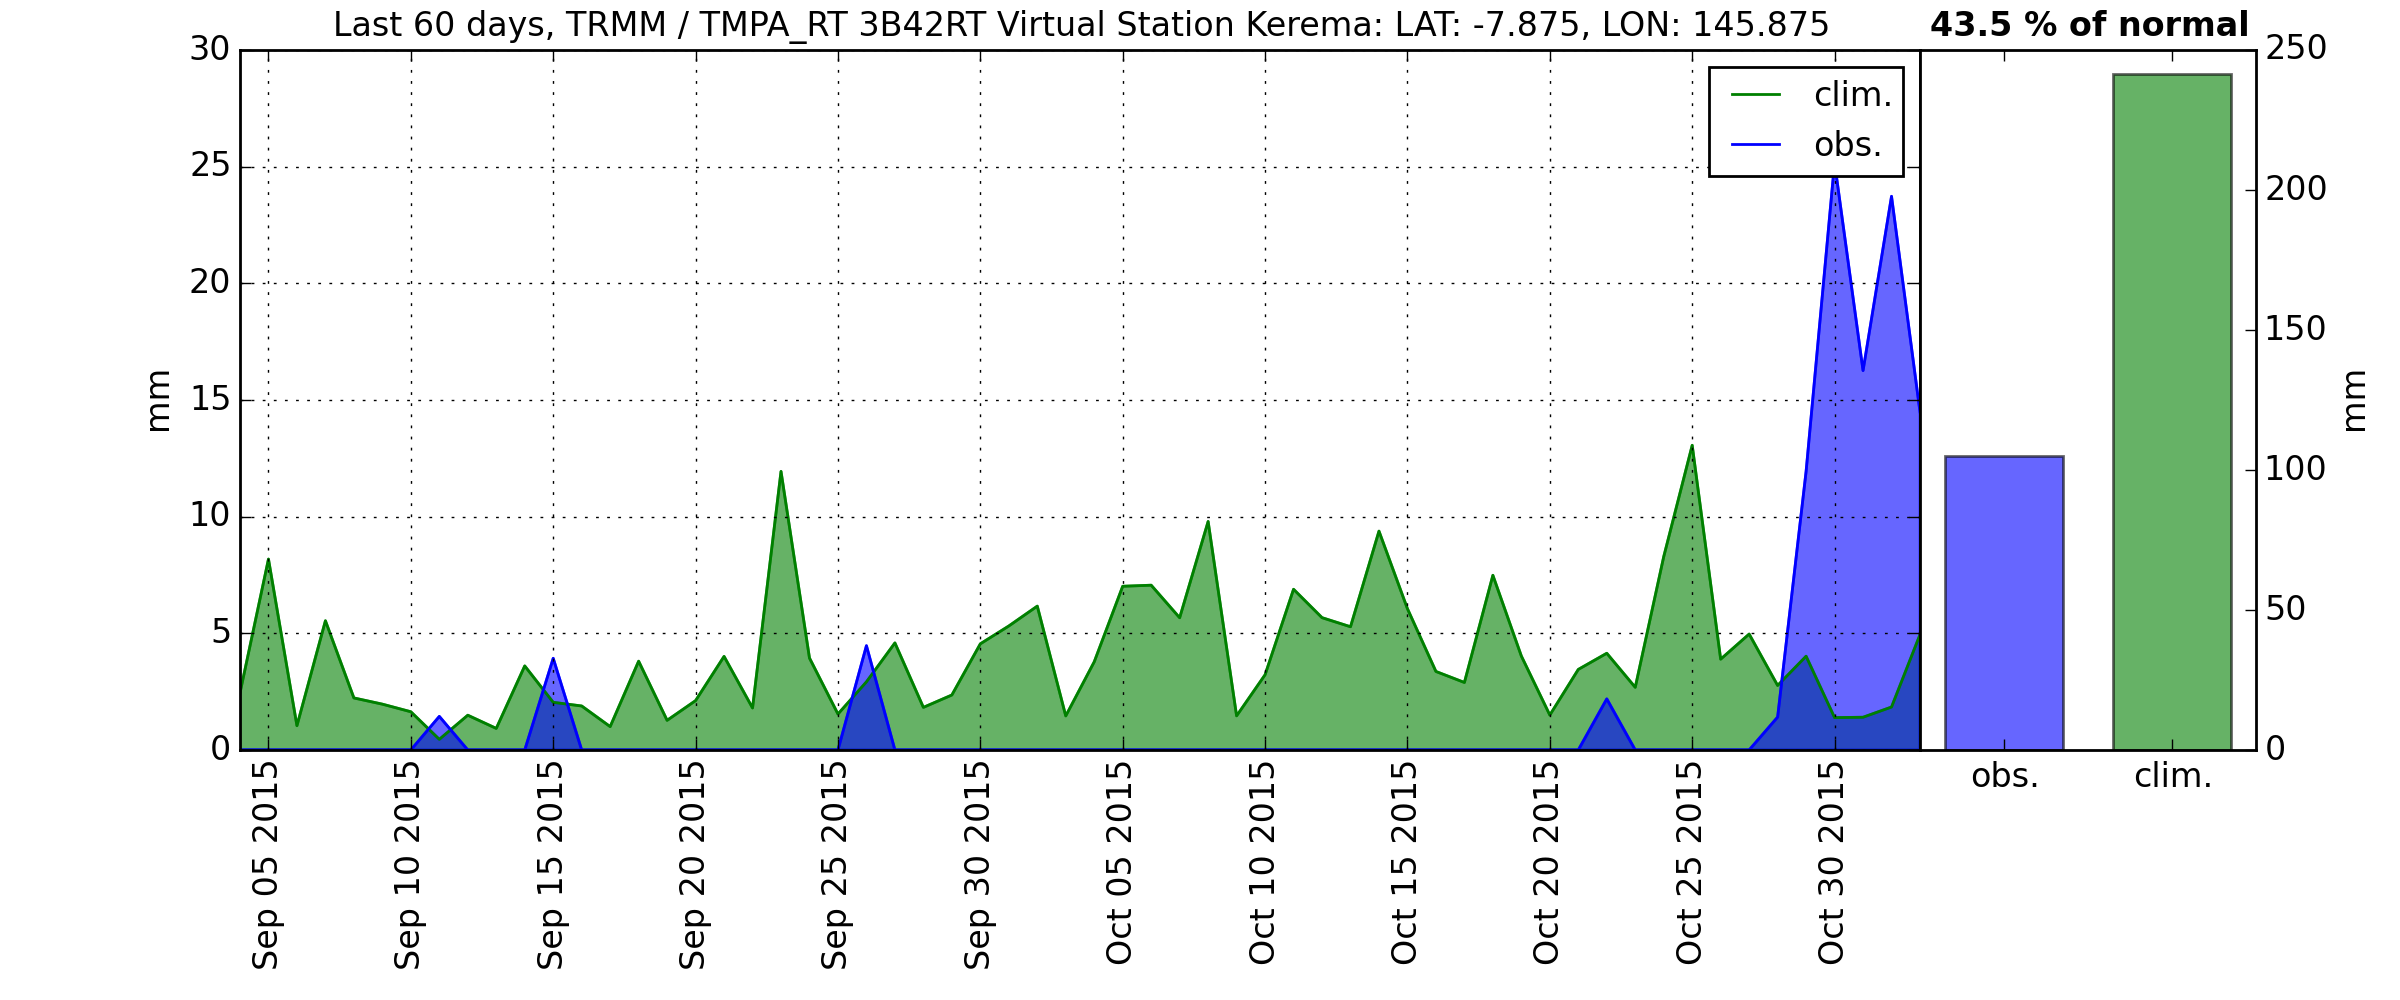 Last 60 days, TRMM / TMPA_RT 3B42RT Virtual Station Kerema: LAT: -7.875, LON: 145.875
43.5 % of normal
30
25
20
15
10
5
0
mm
clim.
obs.
250
200
150
100
50
0
mm
Sep 05 2015
Sep 10 2015
Sep 15 2015
Sep 20 2015
Sep 25 2015
Sep 30 2015
Oct 05 2015
Oct 10 2015
Oct 15 2015
Oct 20 2015
Oct 25 2015
Oct 30 2015
obs.
clim.